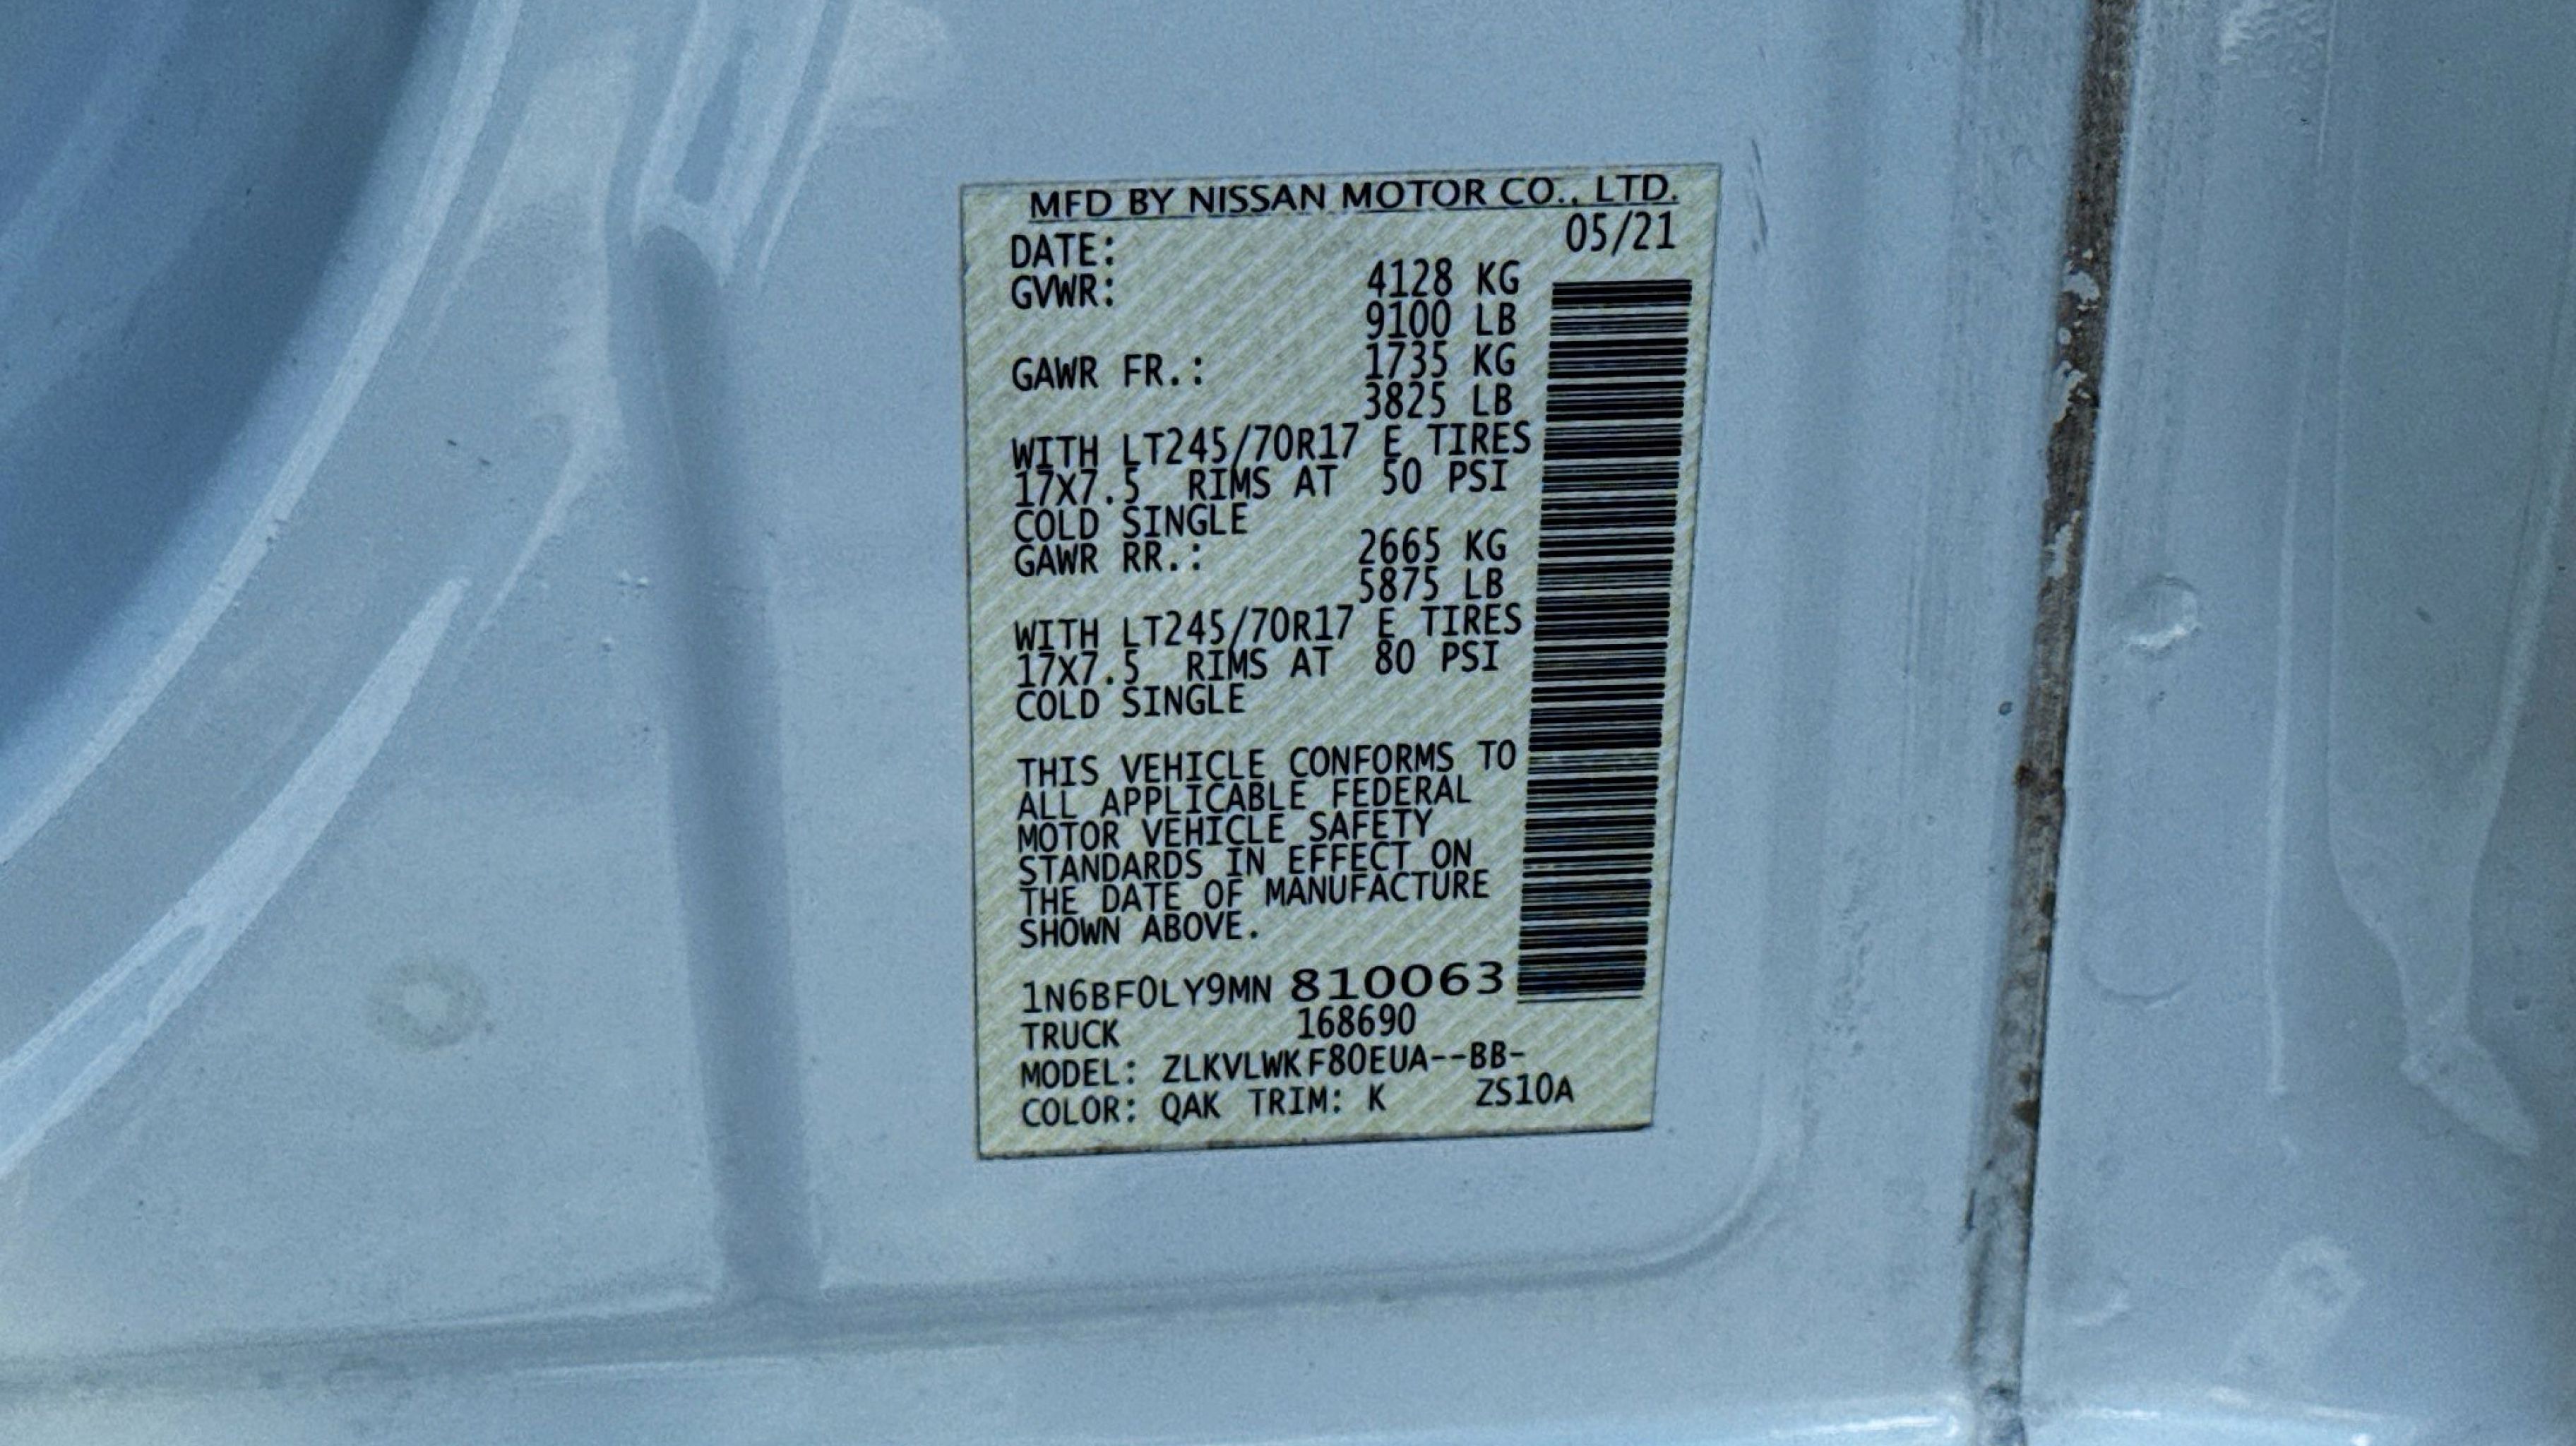 MFD BY NISSAN MOTOR CO., LTD.
DATE: 05/21
GVWR: 4128 KG
9100 LB
GAWR FR.: 1735 KG
3825 LB
WITH LT245/70R17 E TIRES
17X7.5 RIMS AT 50 PSI
COLD SINGLE
GAWR RR.: 2665 KG
5875 LB
WITH LT245/70R17 E TIRES
17X7.5 RIMS AT 80 PSI
COLD SINGLE
THIS VEHICLE CONFORMS TO
ALL APPLICABLE FEDERAL
MOTOR VEHICLE SAFETY
STANDARDS IN EFFECT ON
THE DATE OF MANUFACTURE
SHOWN ABOVE.
1N6BF0LY9MN 810063
TRUCK 168690
MODEL: ZLKVLWKF80EUA--BB-
COLOR: QAK TRIM: K ZS10A